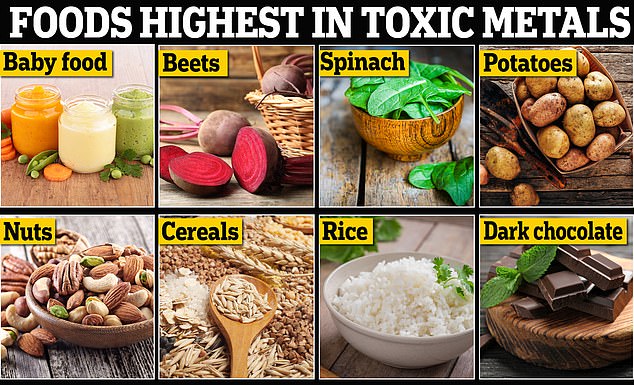 FOODS HIGHEST IN TOXIC METALS
Baby food
Beets
Spinach
Potatoes
Nuts
Cereals
Rice
Dark chocolate